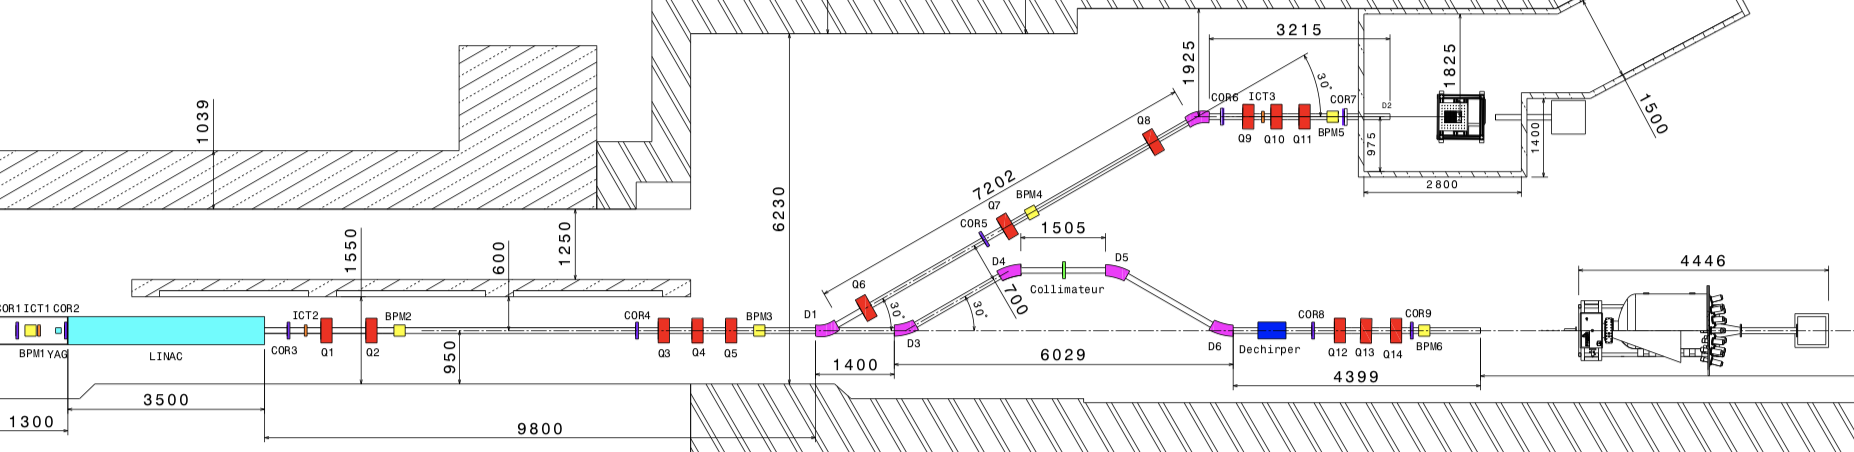 3215
1925
1825
1039
30°
COR6
ICT3
COR7
D2
1500
Q8
BPM5
Q9
Q10
Q11
975
1400
2800
7202
BPM4
Q7
COR5
6230
1505
1550
600
1250
D4
D5
4446
Collimateur
700
Q6
30°
30°
COR1
ICT1
COR2
ICT2
BPM2
COR4
BPM3
D1
COR8
COR9
BPM1
YAG
LINAC
COR3
Q1
Q2
950
Q3
Q4
Q5
D3
D6
Dechirper
Q12
Q13
Q14
BPM6
1400
6029
4399
3500
1300
9800